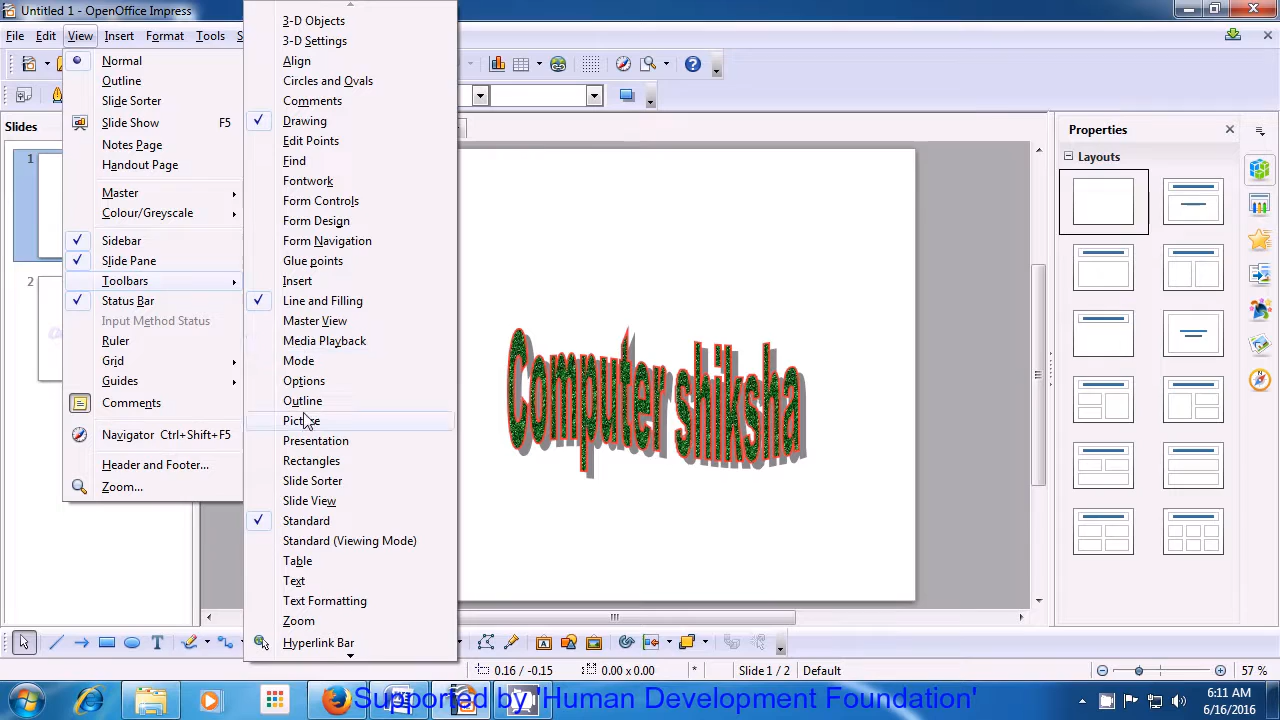 Untitled 1 - OpenOffice Impress
File Edit View Insert Format Tools S
Normal
Outline
Slide Sorter
Slide Show F5
Notes Page
Handout Page
Master
Colour/Greyscale
Sidebar
Slide Pane
Toolbars
Status Bar
Input Method Status
Ruler
Grid
Guides
Comments
Navigator Ctrl+Shift+F5
Header and Footer...
Zoom...
3-D Objects
3-D Settings
Align
Circles and Ovals
Comments
Drawing
Edit Points
Find
Fontwork
Form Controls
Form Design
Form Navigation
Glue points
Insert
Line and Filling
Master View
Media Playback
Mode
Options
Outline
Picture
Presentation
Rectangles
Slide Sorter
Slide View
Standard
Standard (Viewing Mode)
Table
Text
Text Formatting
Zoom
Hyperlink Bar
Slides
1
2
Computer shiksha
Properties
Layouts
0.16 / -0.15 0.00 x 0.00 * Slide 1 / 2 Default 57 %
Supported by 'Human Development Foundation'
6:11 AM
6/16/2016